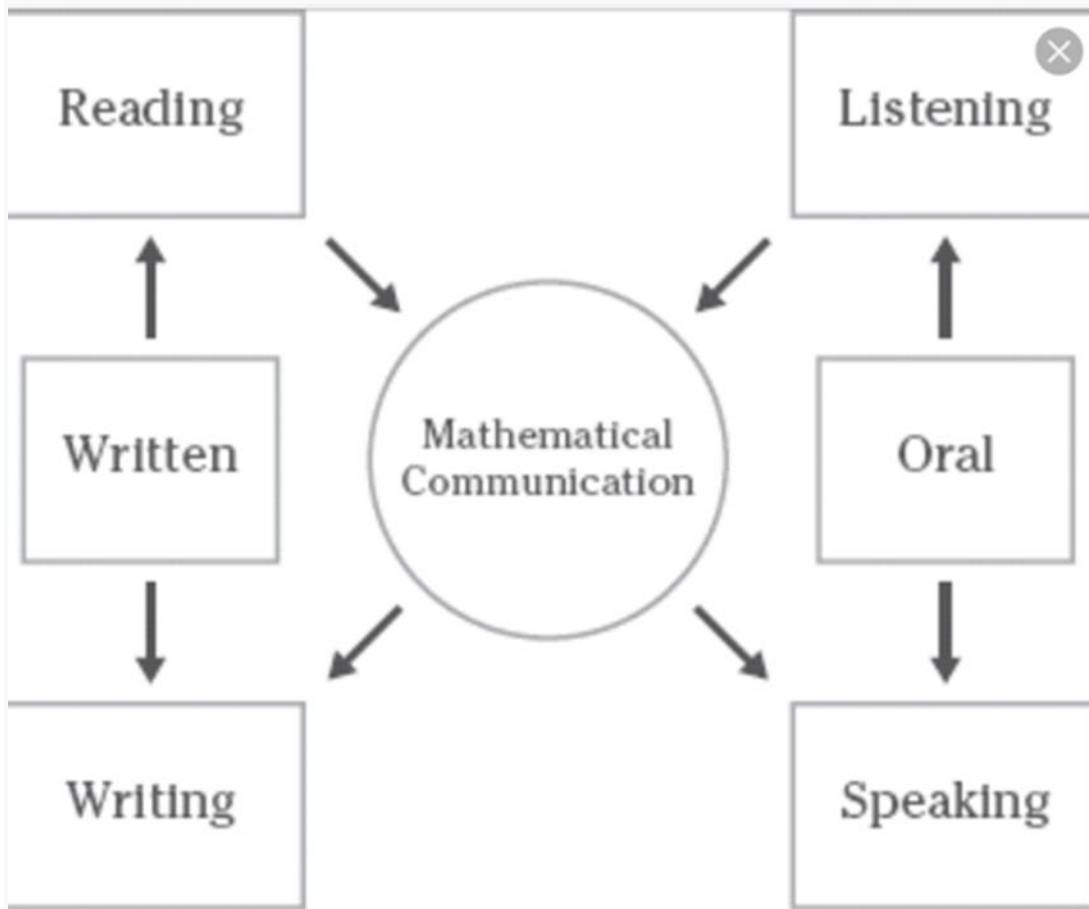 Reading
Listening
Written
Mathematical
Communication
Oral
Writing
Speaking